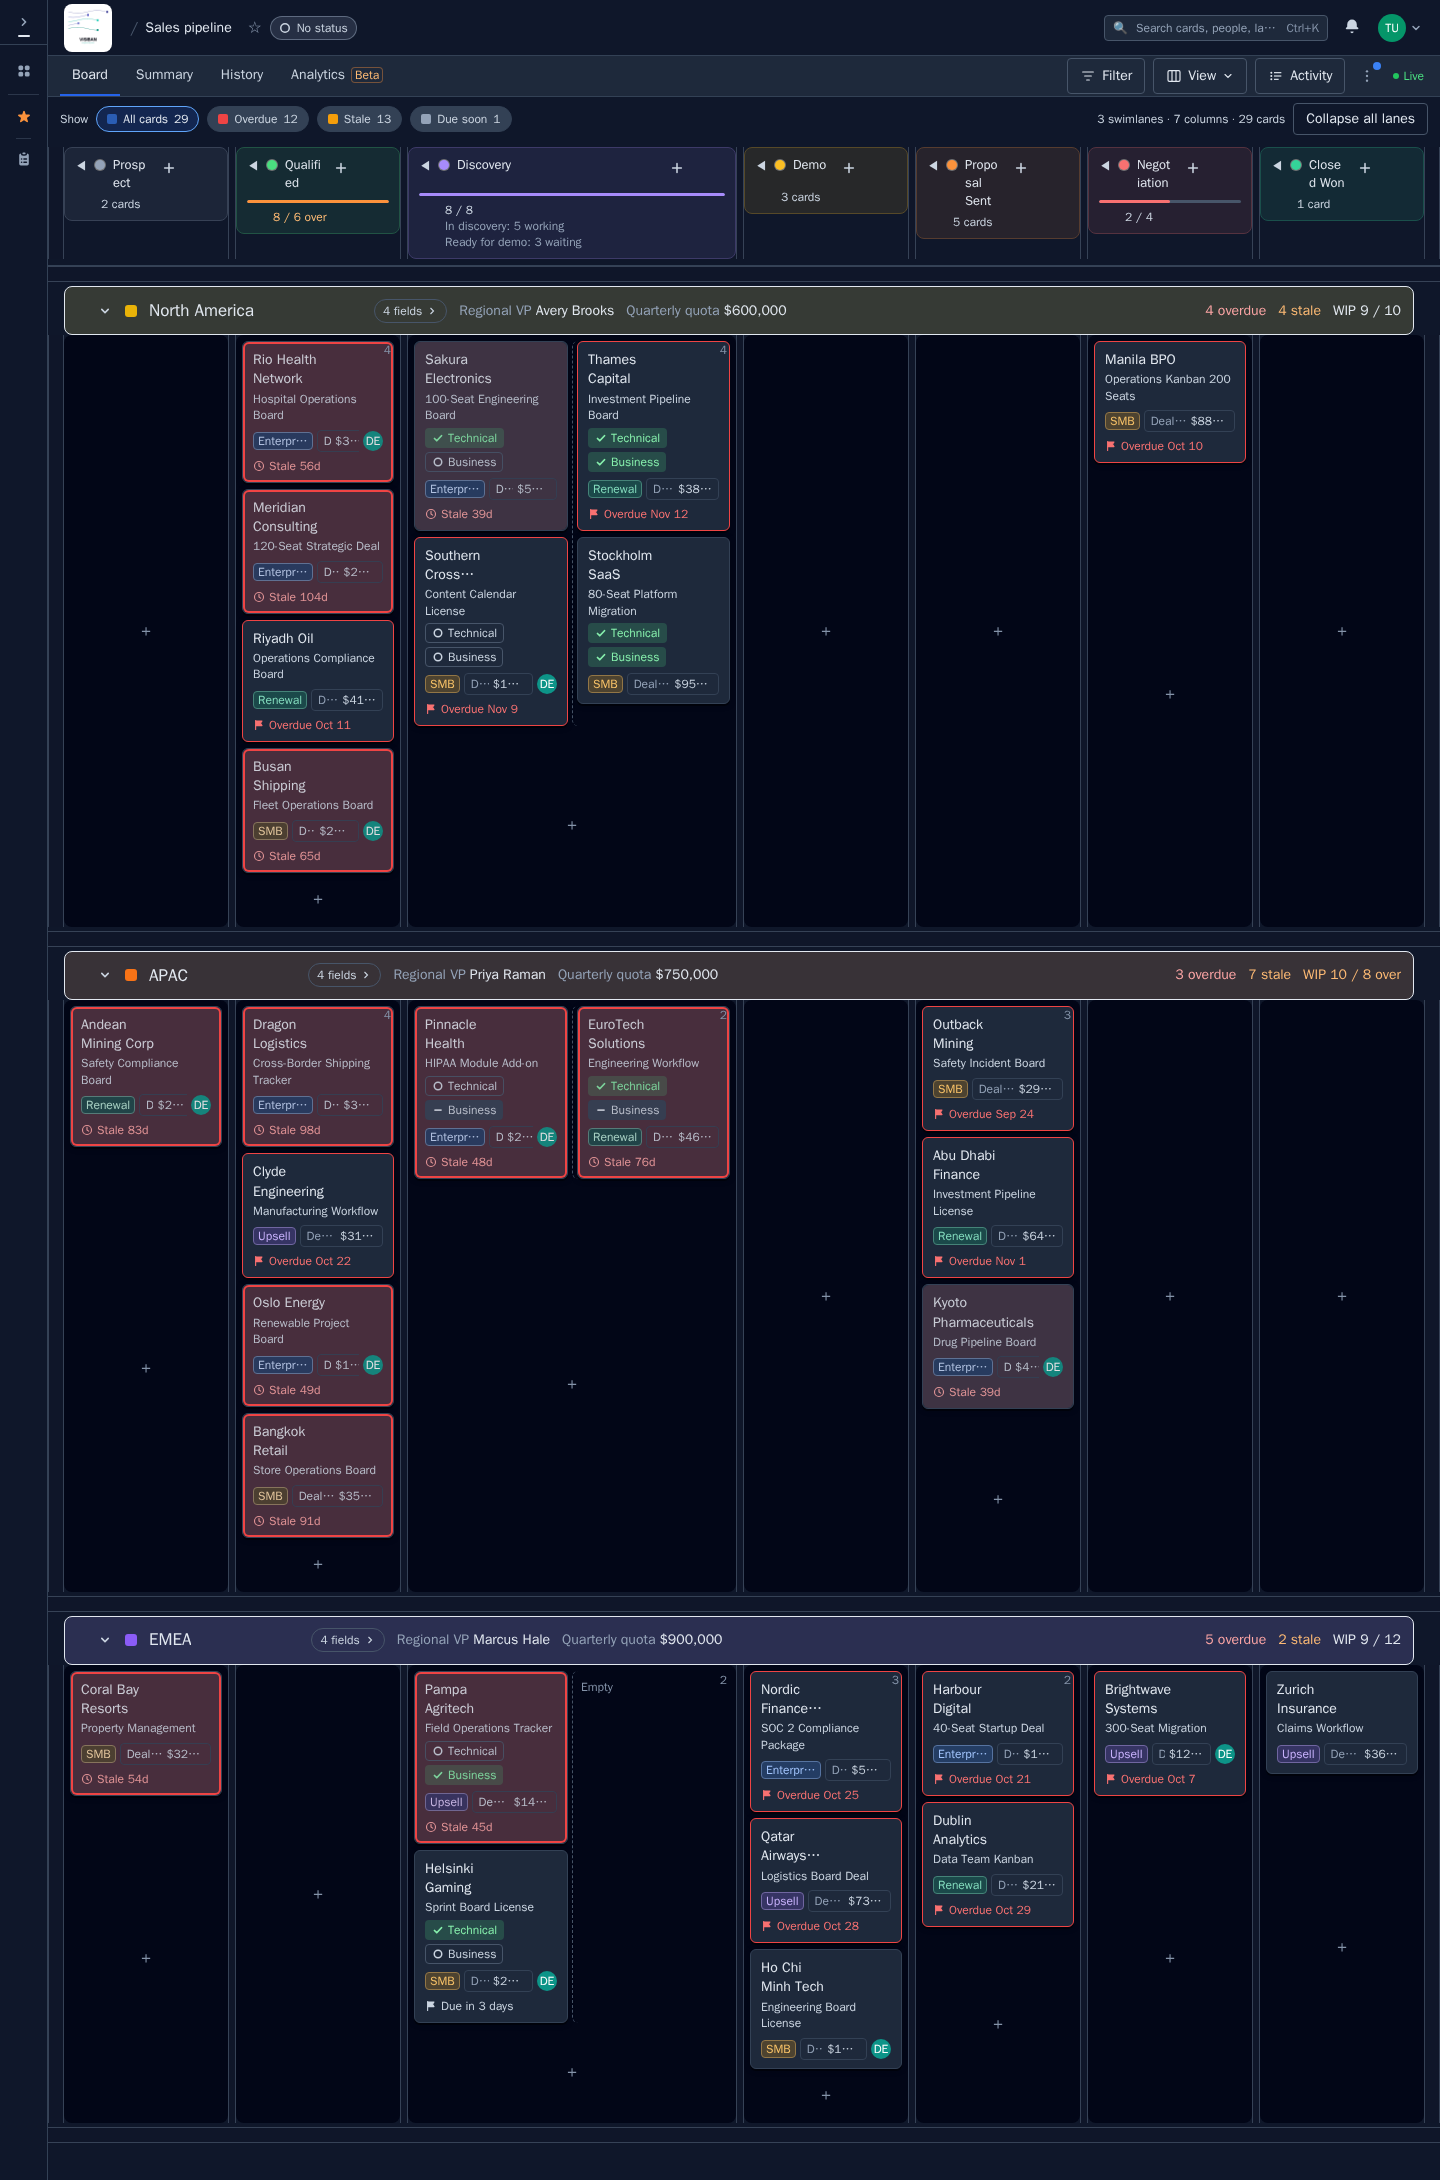 / Sales pipeline
No status
Search cards, people, la··· Ctrl+K
TU
Board
Summary
History
Analytics Beta
Filter
View
Activity
Live
Show
All cards 29
Overdue 12
Stale 13
Due soon 1
3 swimlanes · 7 columns · 29 cards
Collapse all lanes
Prosp
ect
2 cards
Qualifi
ed
8 / 6 over
Discovery
8 / 8
In discovery: 5 working
Ready for demo: 3 waiting
Demo
3 cards
Propo
sal
Sent
5 cards
Negot
iation
2 / 4
Close
d Won
1 card
North America
4 fields
Regional VP Avery Brooks Quarterly quota $600,000
4 overdue 4 stale WIP 9 / 10
4
Rio Health
Network
Hospital Operations
Board
Enterpr··· D $3·· DE
Stale 56d
Meridian
Consulting
120-Seat Strategic Deal
Enterpr··· D·· $2···
Stale 104d
Riyadh Oil
Operations Compliance
Board
Renewal D··· $41···
Overdue Oct 11
Busan
Shipping
Fleet Operations Board
SMB D·· $2··· DE
Stale 65d
4
Sakura
Electronics
100-Seat Engineering
Board
Technical
Business
Enterpr··· D·· $5···
Stale 39d
Southern
Cross···
Content Calendar
License
Technical
Business
SMB D··· $1··· DE
Overdue Nov 9
Thames
Capital
Investment Pipeline
Board
Technical
Business
Renewal D··· $38···
Overdue Nov 12
Stockholm
SaaS
80-Seat Platform
Migration
Technical
Business
SMB Deal··· $95···
Manila BPO
Operations Kanban 200
Seats
SMB Deal··· $88···
Overdue Oct 10
APAC
4 fields
Regional VP Priya Raman Quarterly quota $750,000
3 overdue 7 stale WIP 10 / 8 over
Andean
Mining Corp
Safety Compliance
Board
Renewal D $2··· DE
Stale 83d
4
Dragon
Logistics
Cross-Border Shipping
Tracker
Enterpr··· D·· $3···
Stale 98d
Clyde
Engineering
Manufacturing Workflow
Upsell De··· $31···
Overdue Oct 22
Oslo Energy
Renewable Project
Board
Enterpr··· D $1·· DE
Stale 49d
Bangkok
Retail
Store Operations Board
SMB Deal··· $35···
Stale 91d
2
Pinnacle
Health
HIPAA Module Add-on
Technical
Business
Enterpr··· D $2··· DE
Stale 48d
EuroTech
Solutions
Engineering Workflow
Technical
Business
Renewal D··· $46···
Stale 76d
3
Outback
Mining
Safety Incident Board
SMB Deal··· $29···
Overdue Sep 24
Abu Dhabi
Finance
Investment Pipeline
License
Renewal D··· $64···
Overdue Nov 1
Kyoto
Pharmaceuticals
Drug Pipeline Board
Enterpr··· D $4·· DE
Stale 39d
EMEA
4 fields
Regional VP Marcus Hale Quarterly quota $900,000
5 overdue 2 stale WIP 9 / 12
Coral Bay
Resorts
Property Management
SMB Deal··· $32···
Stale 54d
Pampa
Agritech
Field Operations Tracker
Technical
Business
Upsell De··· $14···
Stale 45d
Helsinki
Gaming
Sprint Board License
Technical
Business
SMB D··· $2··· DE
Due in 3 days
Empty
2
3
Nordic
Finance···
SOC 2 Compliance
Package
Enterpr··· D·· $5···
Overdue Oct 25
Qatar
Airways···
Logistics Board Deal
Upsell De··· $73···
Overdue Oct 28
Ho Chi
Minh Tech
Engineering Board
License
SMB D·· $1··· DE
2
Harbour
Digital
40-Seat Startup Deal
Enterpr··· D·· $1···
Overdue Oct 21
Dublin
Analytics
Data Team Kanban
Renewal D··· $21···
Overdue Oct 29
Brightwave
Systems
300-Seat Migration
Upsell D $12··· DE
Overdue Oct 7
Zurich
Insurance
Claims Workflow
Upsell De··· $36···